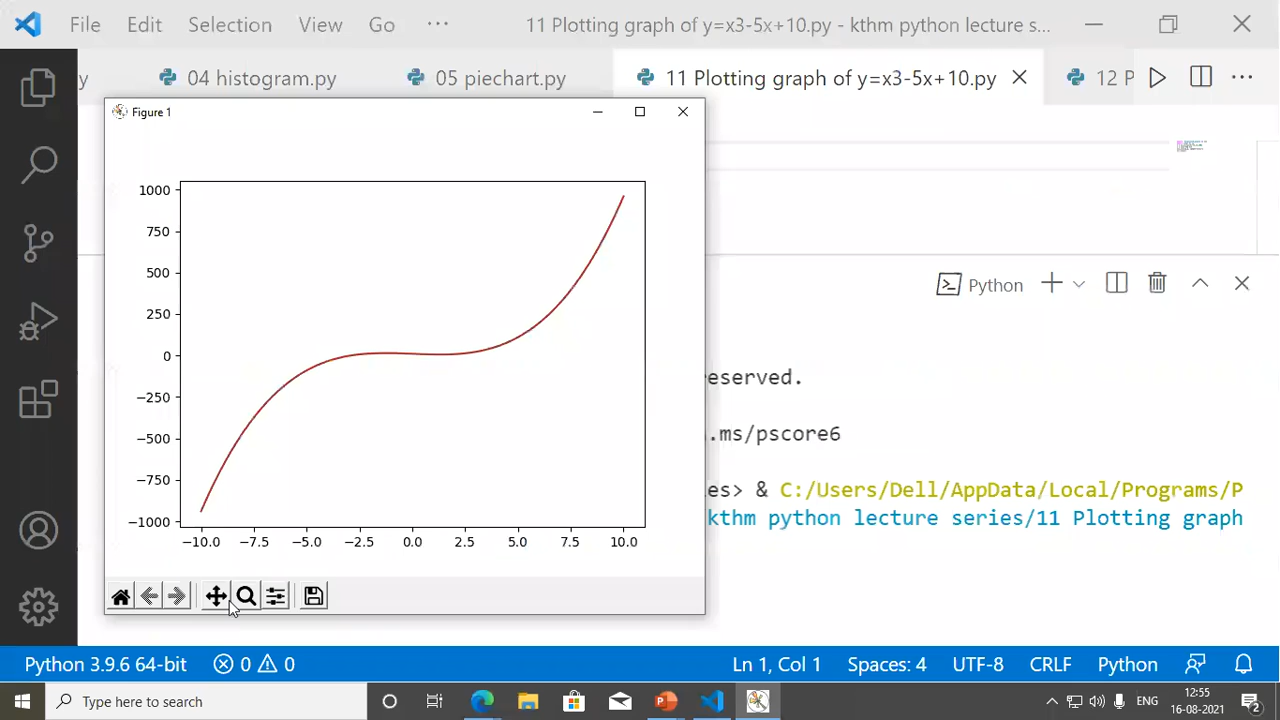 File Edit Selection View Go ··· 11 Plotting graph of y=x3-5x+10.py - kthm python lecture s...
y 04 histogram.py 05 piechart.py 11 Plotting graph of y=x3-5x+10.py 12 P
Figure 1
1000
750
500
250
0
−250
−500
−750
−1000
−10.0 −7.5 −5.0 −2.5 0.0 2.5 5.0 7.5 10.0
Python
eserved.
.ms/pscore6
es> & C:/Users/Dell/AppData/Local/Programs/P
kthm python lecture series/11 Plotting graph
Python 3.9.6 64-bit 0 0 Ln 1, Col 1 Spaces: 4 UTF-8 CRLF Python
Type here to search ENG 12:55
16-08-2021 2